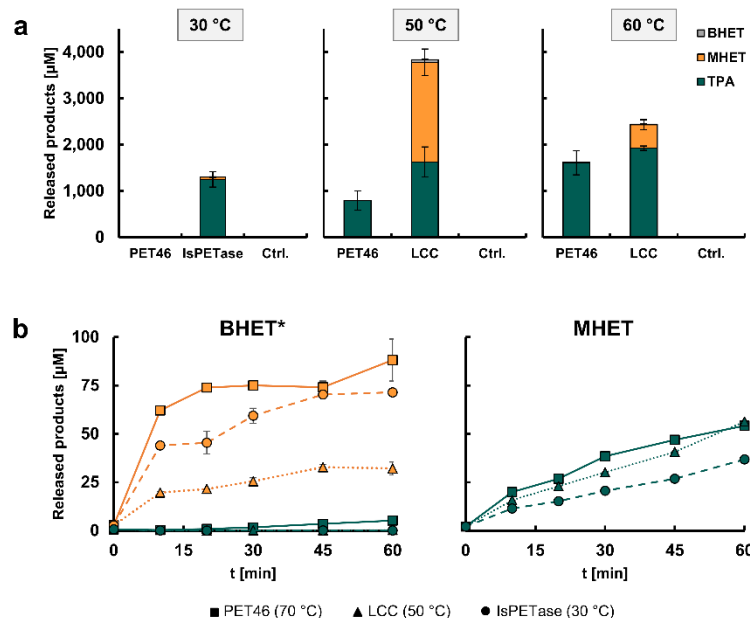 a
30 °C
50 °C
60 °C
BHET
MHET
TPA
Released products [µM]
4,000
3,000
2,000
1,000
0
PET46 IsPETase Ctrl.
PET46 LCC Ctrl.
PET46 LCC Ctrl.
b
BHET*
MHET
Released products [µM]
100
75
50
25
0
0 15 30 45 60
0 15 30 45 60
t [min]
t [min]
PET46 (70 °C) LCC (50 °C) IsPETase (30 °C)